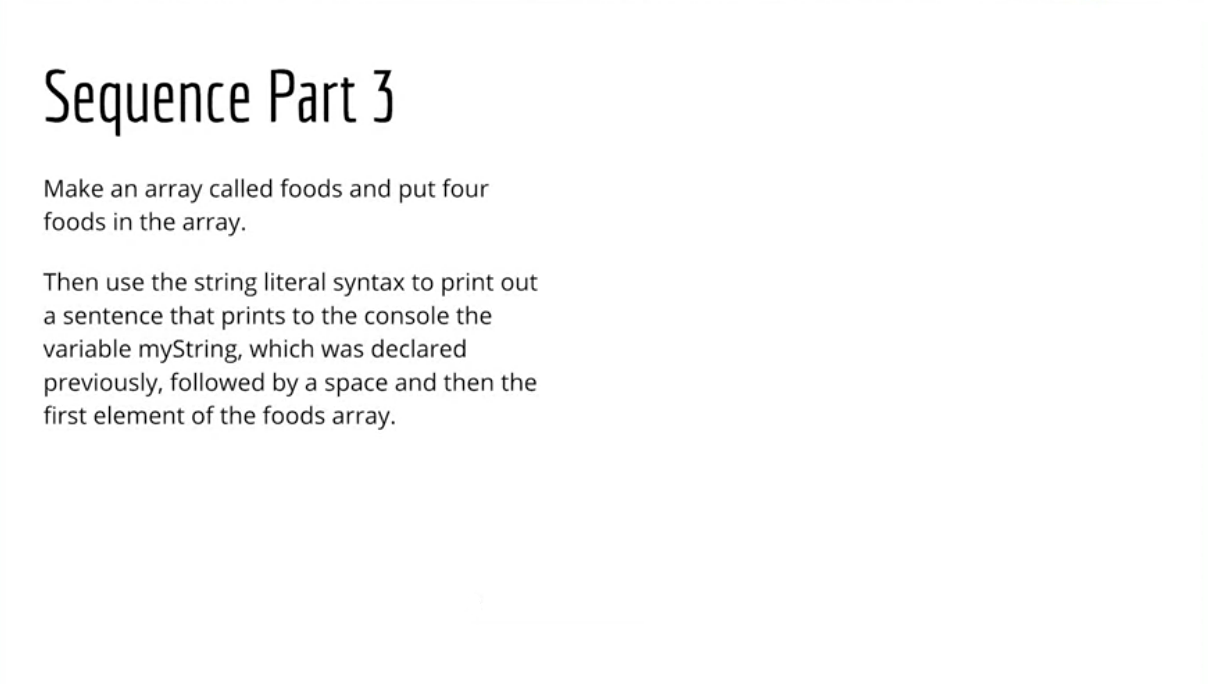 Sequence Part 3
Make an array called foods and put four
foods in the array.
Then use the string literal syntax to print out
a sentence that prints to the console the
variable myString, which was declared
previously, followed by a space and then the
first element of the foods array.